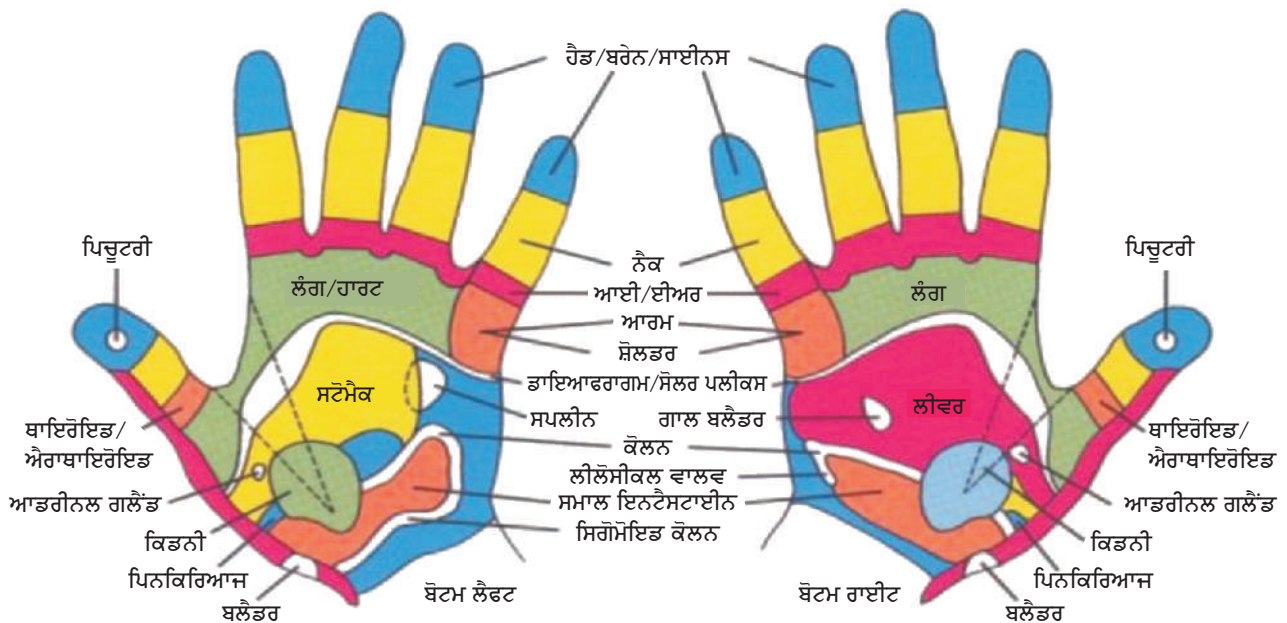 ਹੈਡ/ਬਰੇਨ/ਸਾਈਨਸ
ਪਿਚੂਟਰੀ
ਨੈਕ
ਪਿਚੂਟਰੀ
ਲੰਗ/ਹਾਰਟ
ਆਈ/ਈਅਰ
ਲੰਗ
ਆਰਮ
ਸ਼ੋਲਡਰ
ਡਾਇਆਫਰਾਗਮ/ਸੋਲਰ ਪਲੀਕਸ
ਸਟੋਮੈਕ
ਸਪਲੀਨ
ਗਾਲ ਬਲੈਡਰ
ਲੀਵਰ
ਥਾਇਰੋਇਡ/
ਐਰਾਥਾਇਰੋਇਡ
ਕੋਲਨ
ਥਾਇਰੋਇਡ/
ਐਰਾਥਾਇਰੋਇਡ
ਲੀਲੋਸੀਕਲ ਵਾਲਵ
ਆਡਰੀਨਲ ਗਲੈਂਡ
ਸਮਾਲ ਇਨਟੈਸਟਾਈਨ
ਆਡਰੀਨਲ ਗਲੈਂਡ
ਸਿਗੋਮੋਇਡ ਕੋਲਨ
ਕਿਡਨੀ
ਕਿਡਨੀ
ਪਿਨਕਿਰਿਆਜ
ਪਿਨਕਿਰਿਆਜ
ਬੋਟਮ ਲੈਫਟ
ਬੋਟਮ ਰਾਈਟ
ਬਲੈਡਰ
ਬਲੈਡਰ